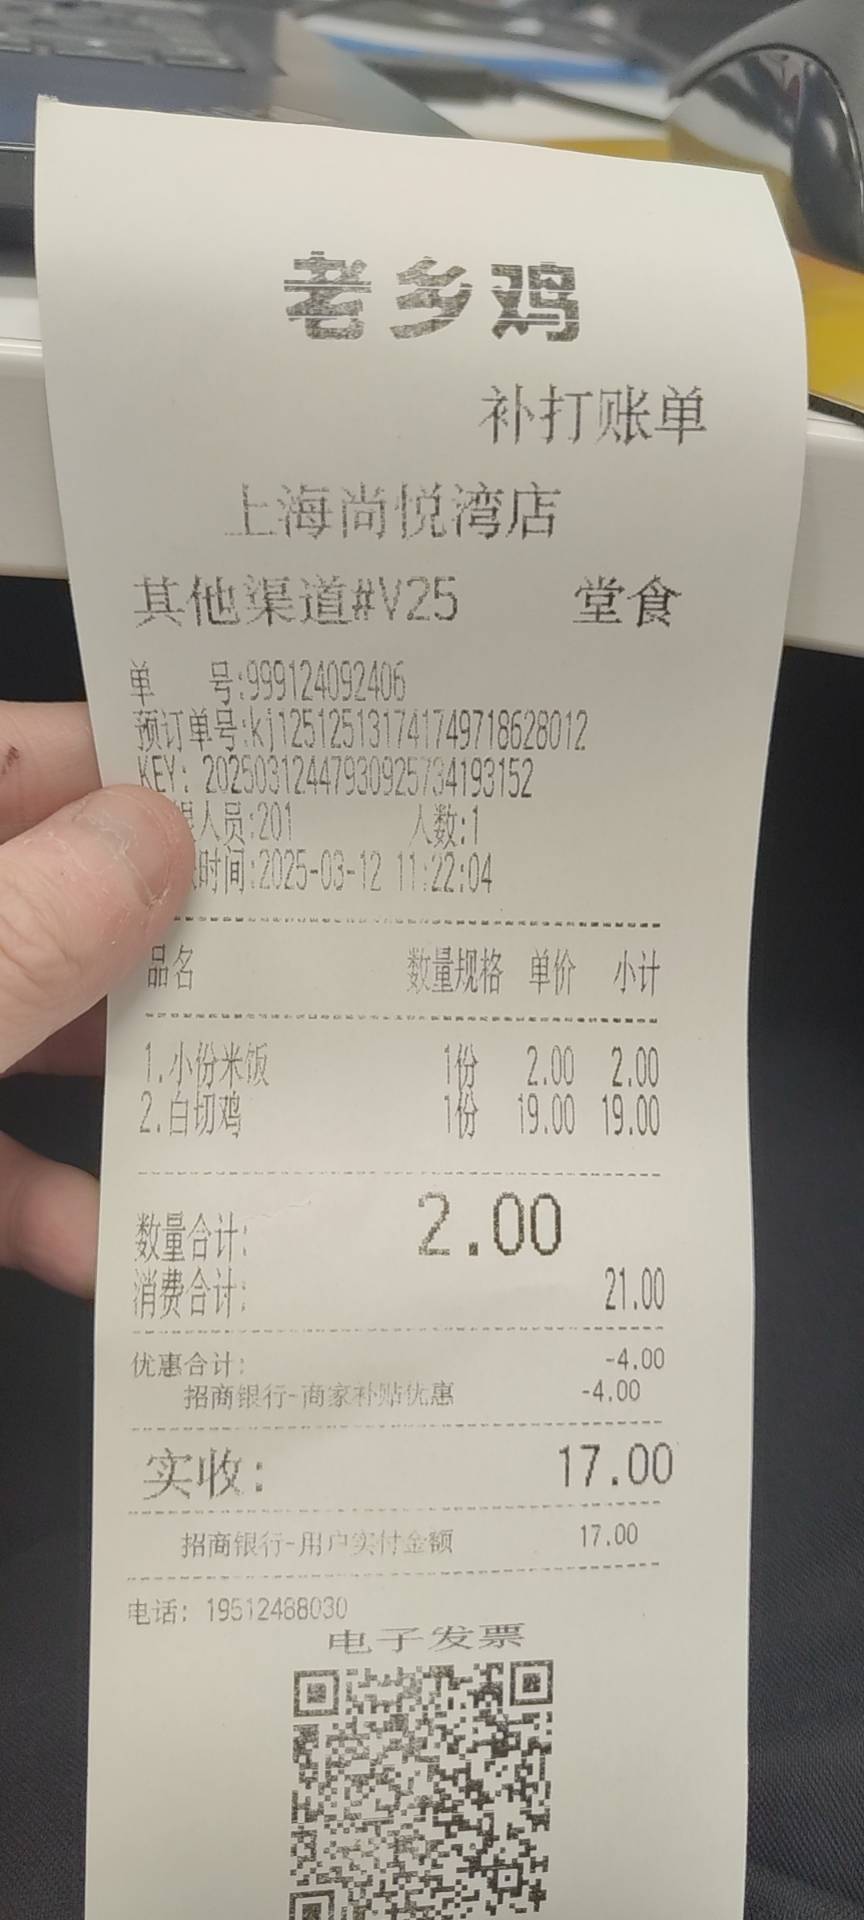 老乡鸡
补打账单
上海尚悦湾店
其他渠道#V25 堂食
单 号:999124092406
预订单号:kj125125131741749718628012
KEY: 20250312447930925734193152
人员:201 人数:1
时间:2025-03-12 11:22:04
品名 数量规格 单价 小计
1.小份米饭 1份 2.00 2.00
2.白切鸡 1份 19.00 19.00
数量合计: 2.00
消费合计: 21.00
优惠合计: -4.00
招商银行-商家补贴优惠 -4.00
实收: 17.00
招商银行-用户实付金额 17.00
电话: 19512488030
电子发票